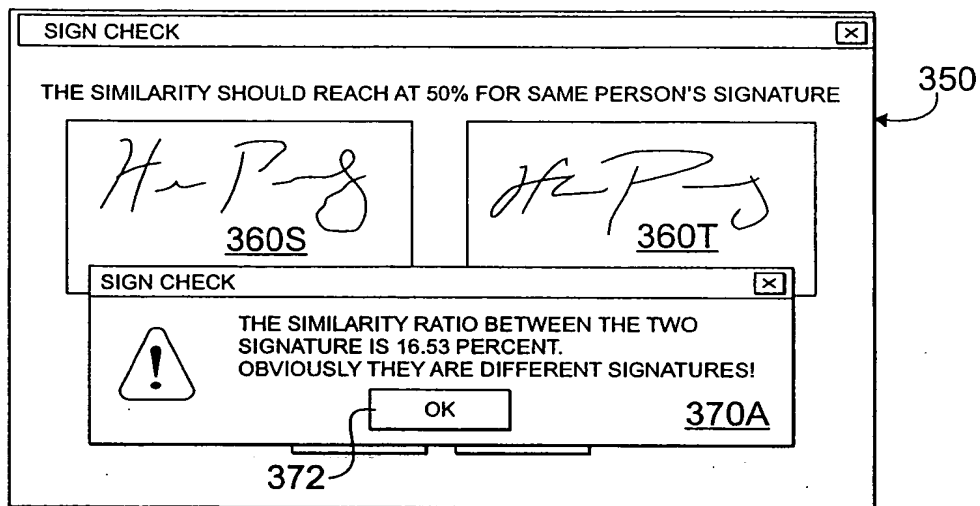 SIGN CHECK
350
THE SIMILARITY SHOULD REACH AT 50% FOR SAME PERSON'S SIGNATURE
360S
360T
SIGN CHECK
THE SIMILARITY RATIO BETWEEN THE TWO
SIGNATURE IS 16.53 PERCENT.
OBVIOUSLY THEY ARE DIFFERENT SIGNATURES!
OK
370A
372